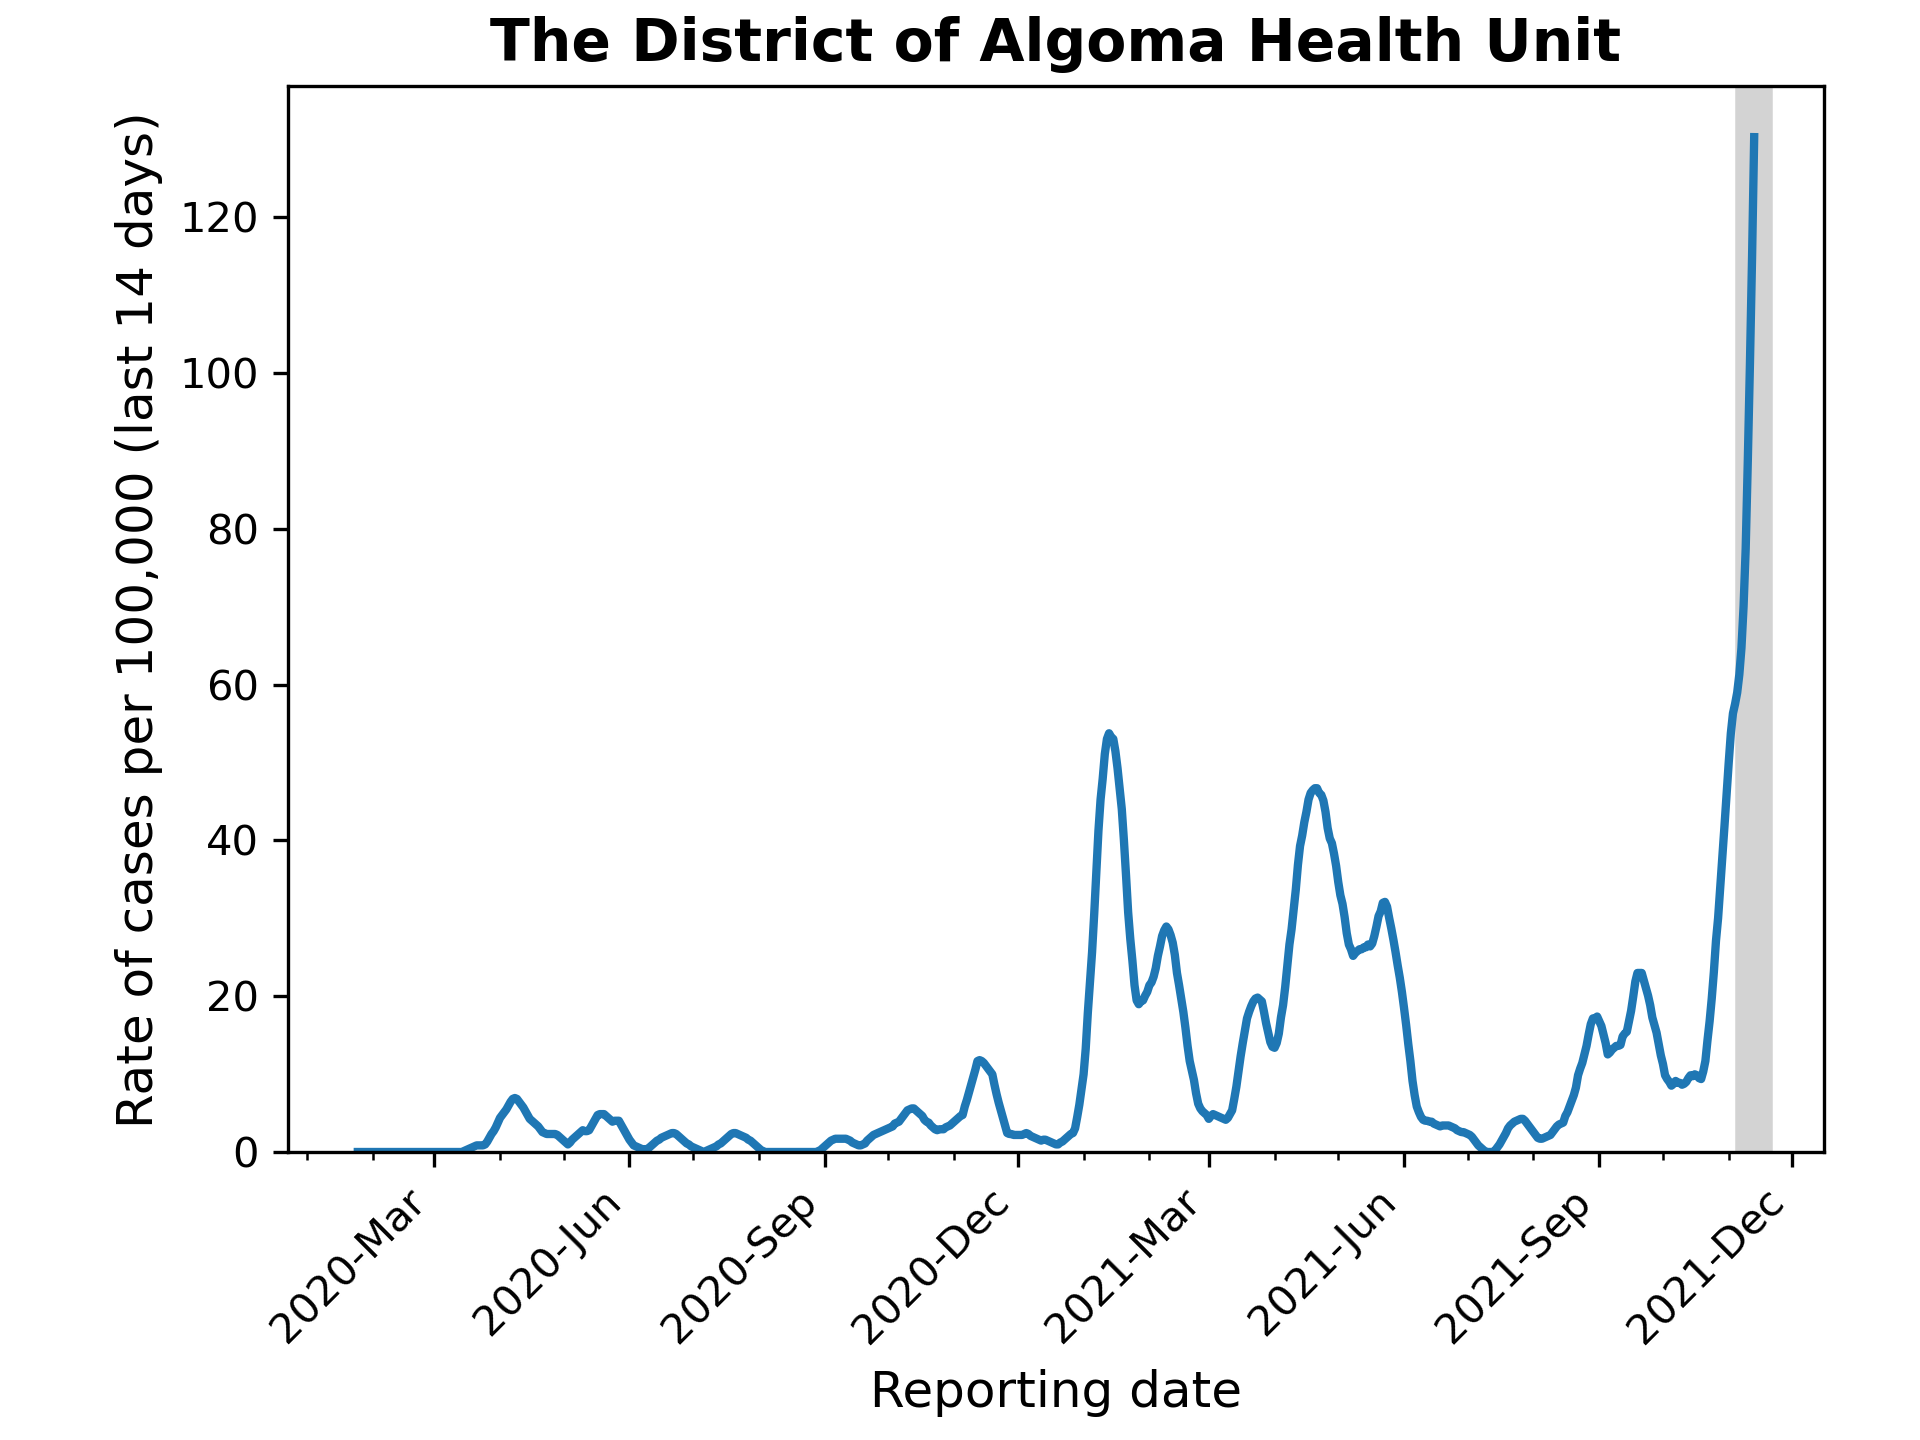 The District of Algoma Health Unit
Rate of cases per 100,000 (last 14 days)
120
100
80
60
40
20
0
2020-Mar
2020-Jun
2020-Sep
2020-Dec
2021-Mar
2021-Jun
2021-Sep
2021-Dec
Reporting date